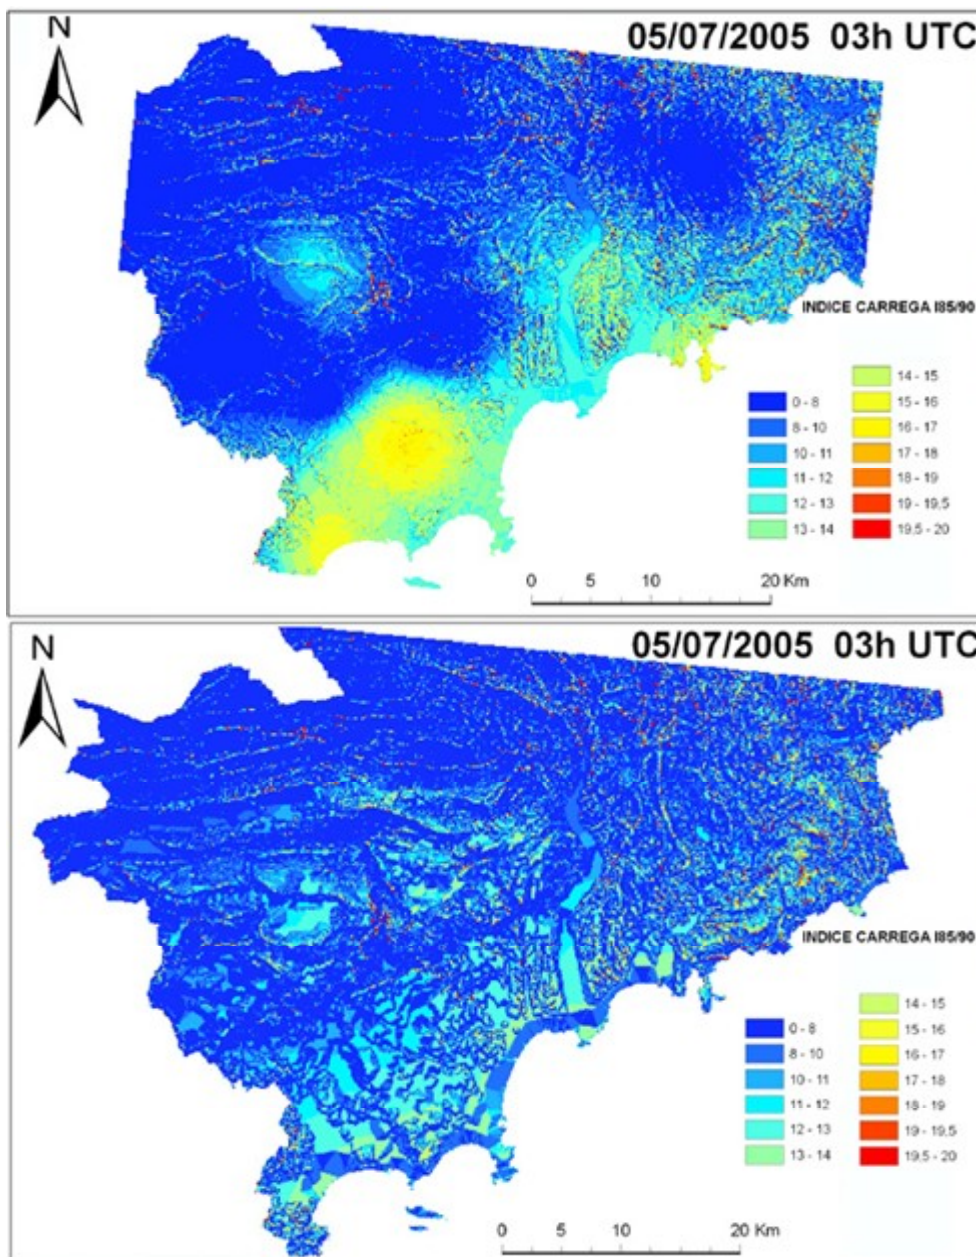 N
05/07/2005 03h UTC
INDICE CARREGA I85/90
14 - 15
0 - 8
15 - 16
8 - 10
16 - 17
10 - 11
17 - 18
11 - 12
18 - 19
12 - 13
19 - 19,5
13 - 14
19,5 - 20
0 5 10 20 Km
N
05/07/2005 03h UTC
INDICE CARREGA I85/90
14 - 15
0 - 8
15 - 16
8 - 10
16 - 17
10 - 11
17 - 18
11 - 12
18 - 19
12 - 13
19 - 19,5
13 - 14
19,5 - 20
0 5 10 20 Km